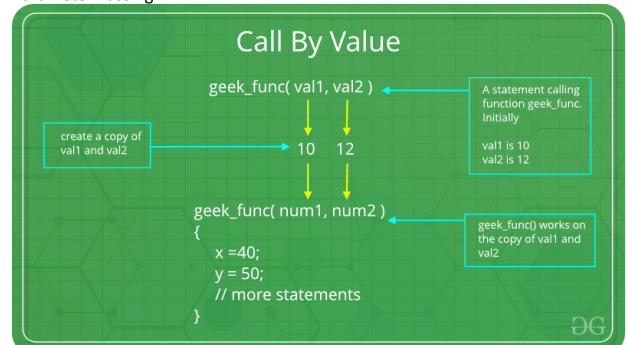 Call By Value
geek_func( val1, val2 )
A statement calling
function geek_func.
Initially
val1 is 10
val2 is 12
create a copy of
val1 and val2
10 12
geek_func( num1, num2 )
{
x =40;
y = 50;
// more statements
}
geek_func() works on
the copy of val1 and
val2